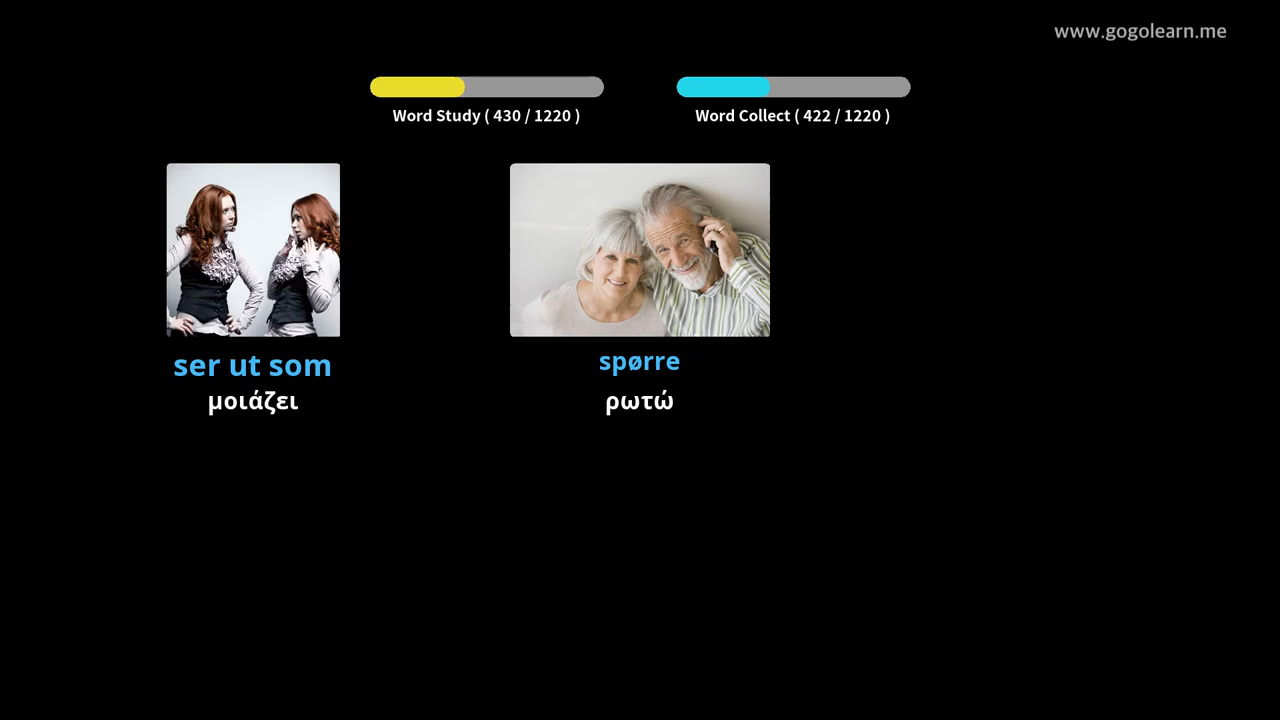 www.gogolearn.me
Word Study ( 430 / 1220 )
Word Collect ( 422 / 1220 )
ser ut som
μοιάζει
spørre
ρωτώ